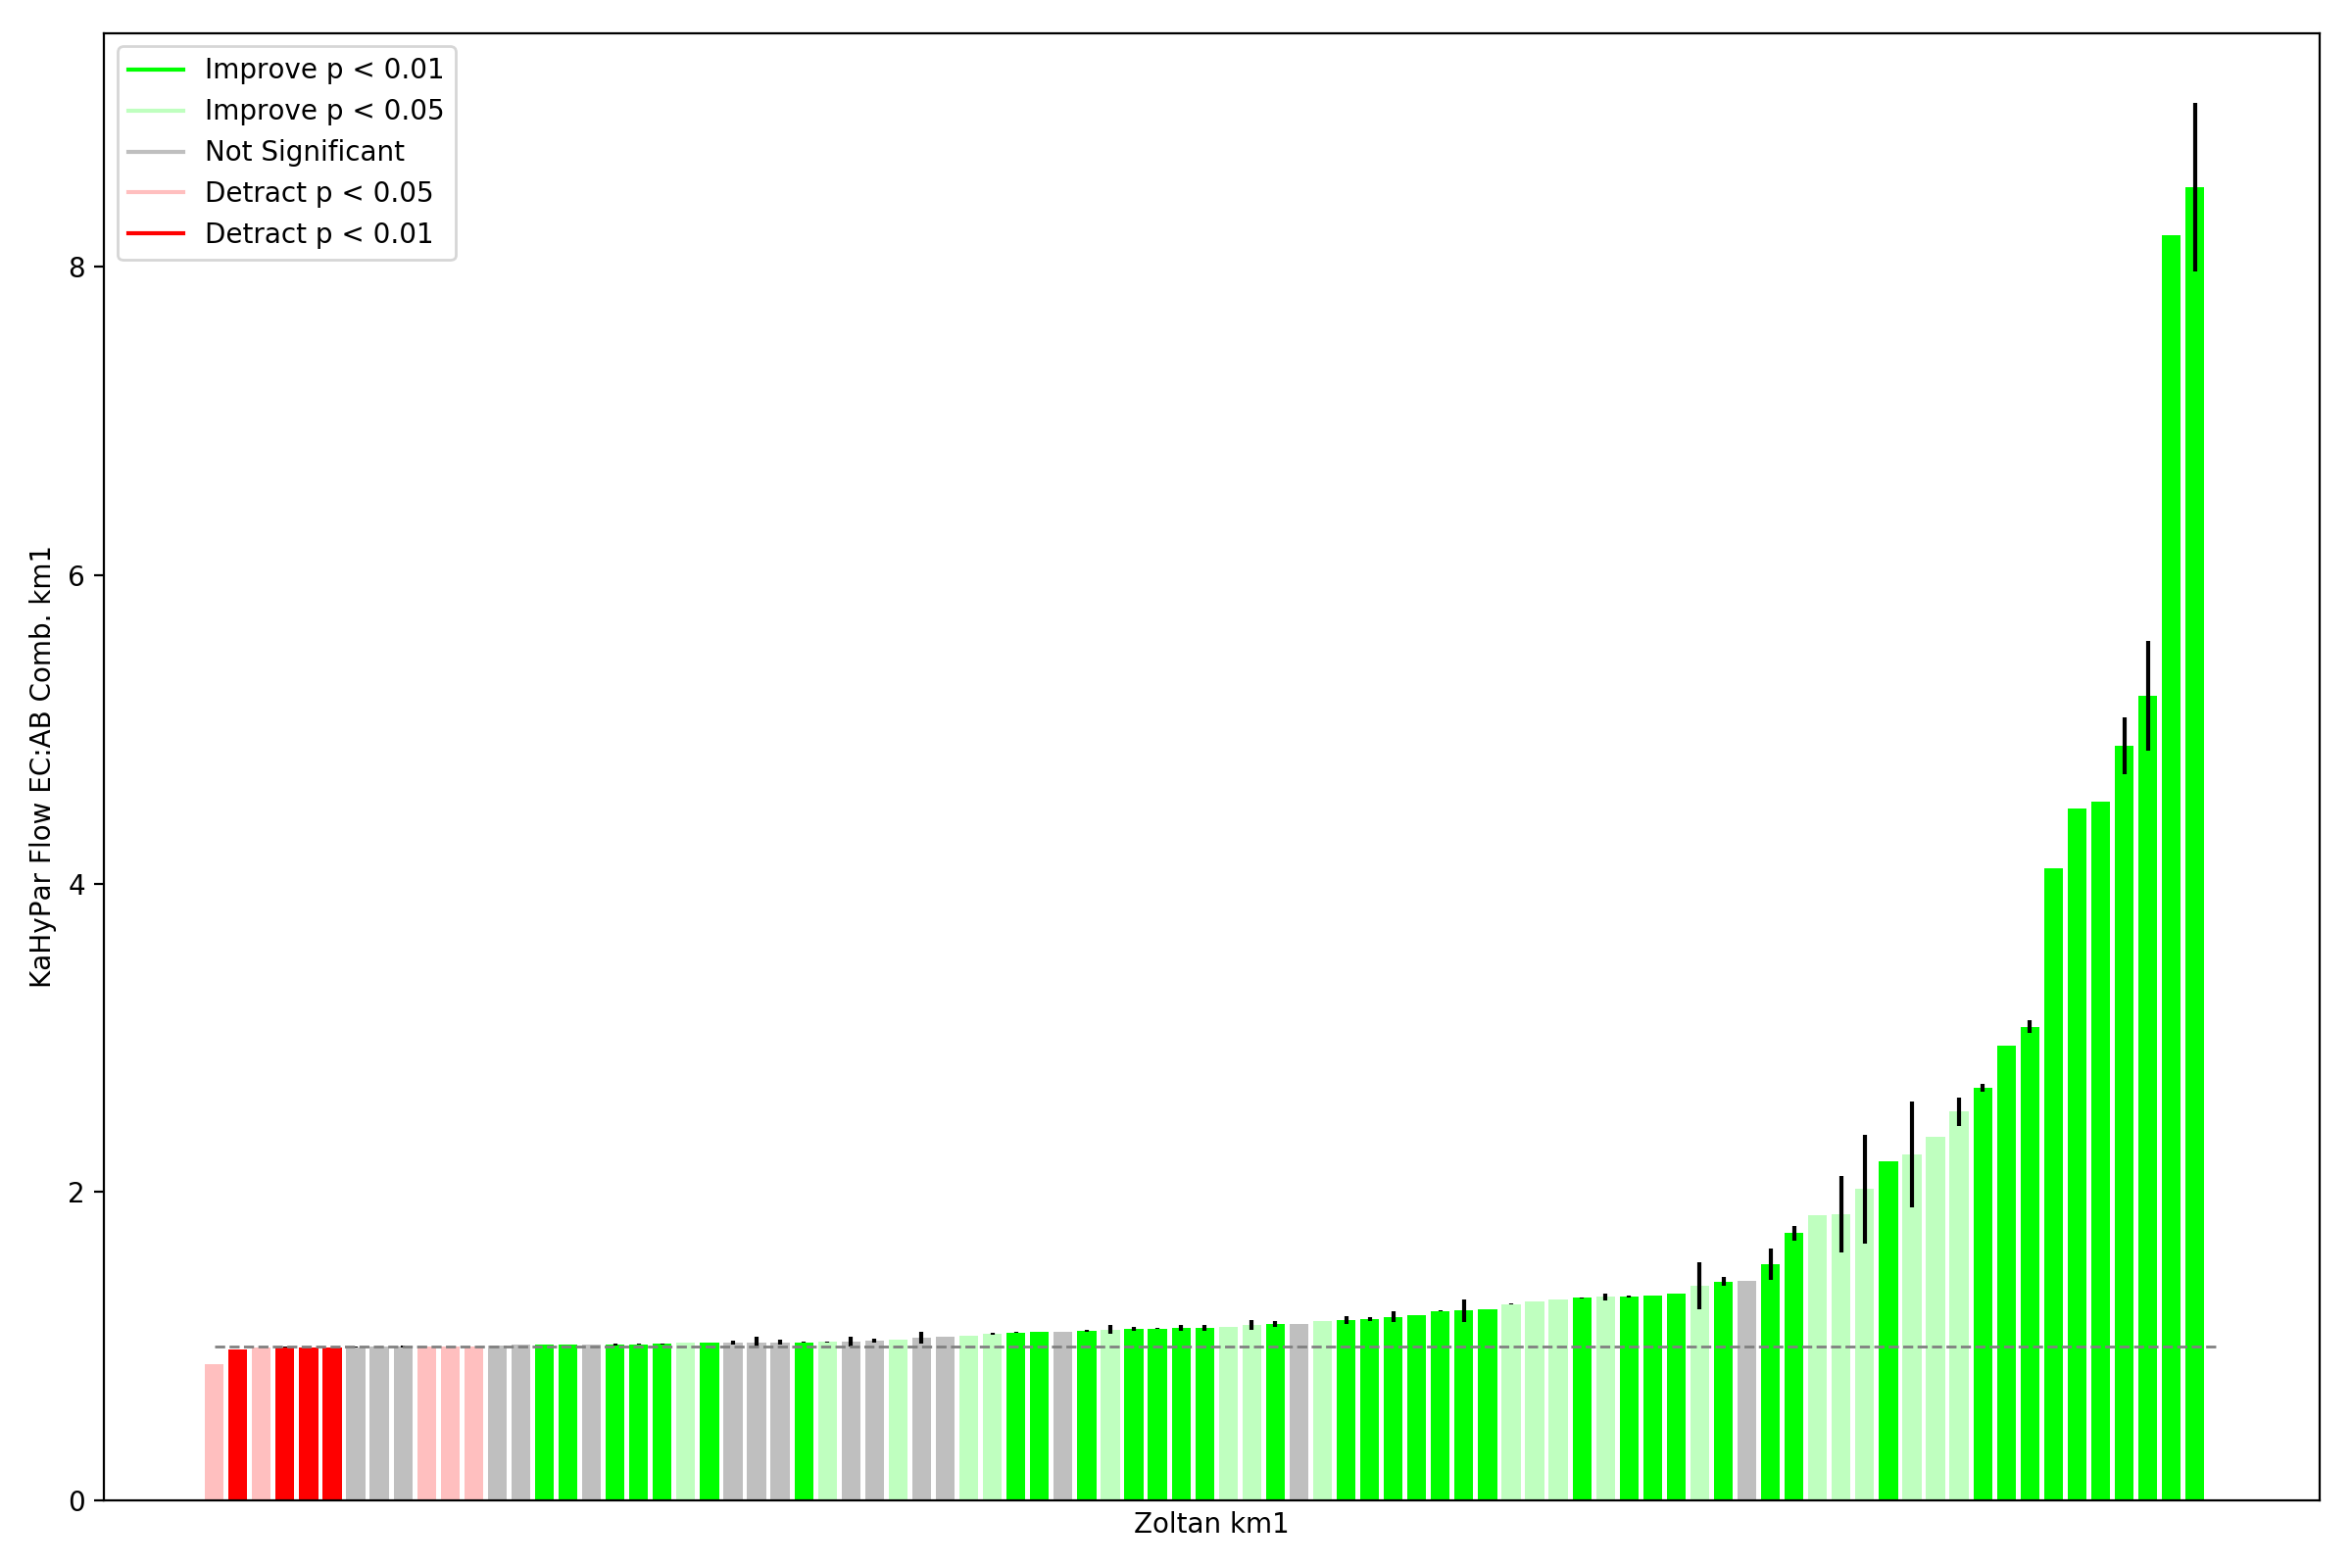 Improve p < 0.01
Improve p < 0.05
Not Significant
Detract p < 0.05
Detract p < 0.01
8
6
4
2
0
KaHyPar Flow EC:AB Comb. km1
Zoltan km1